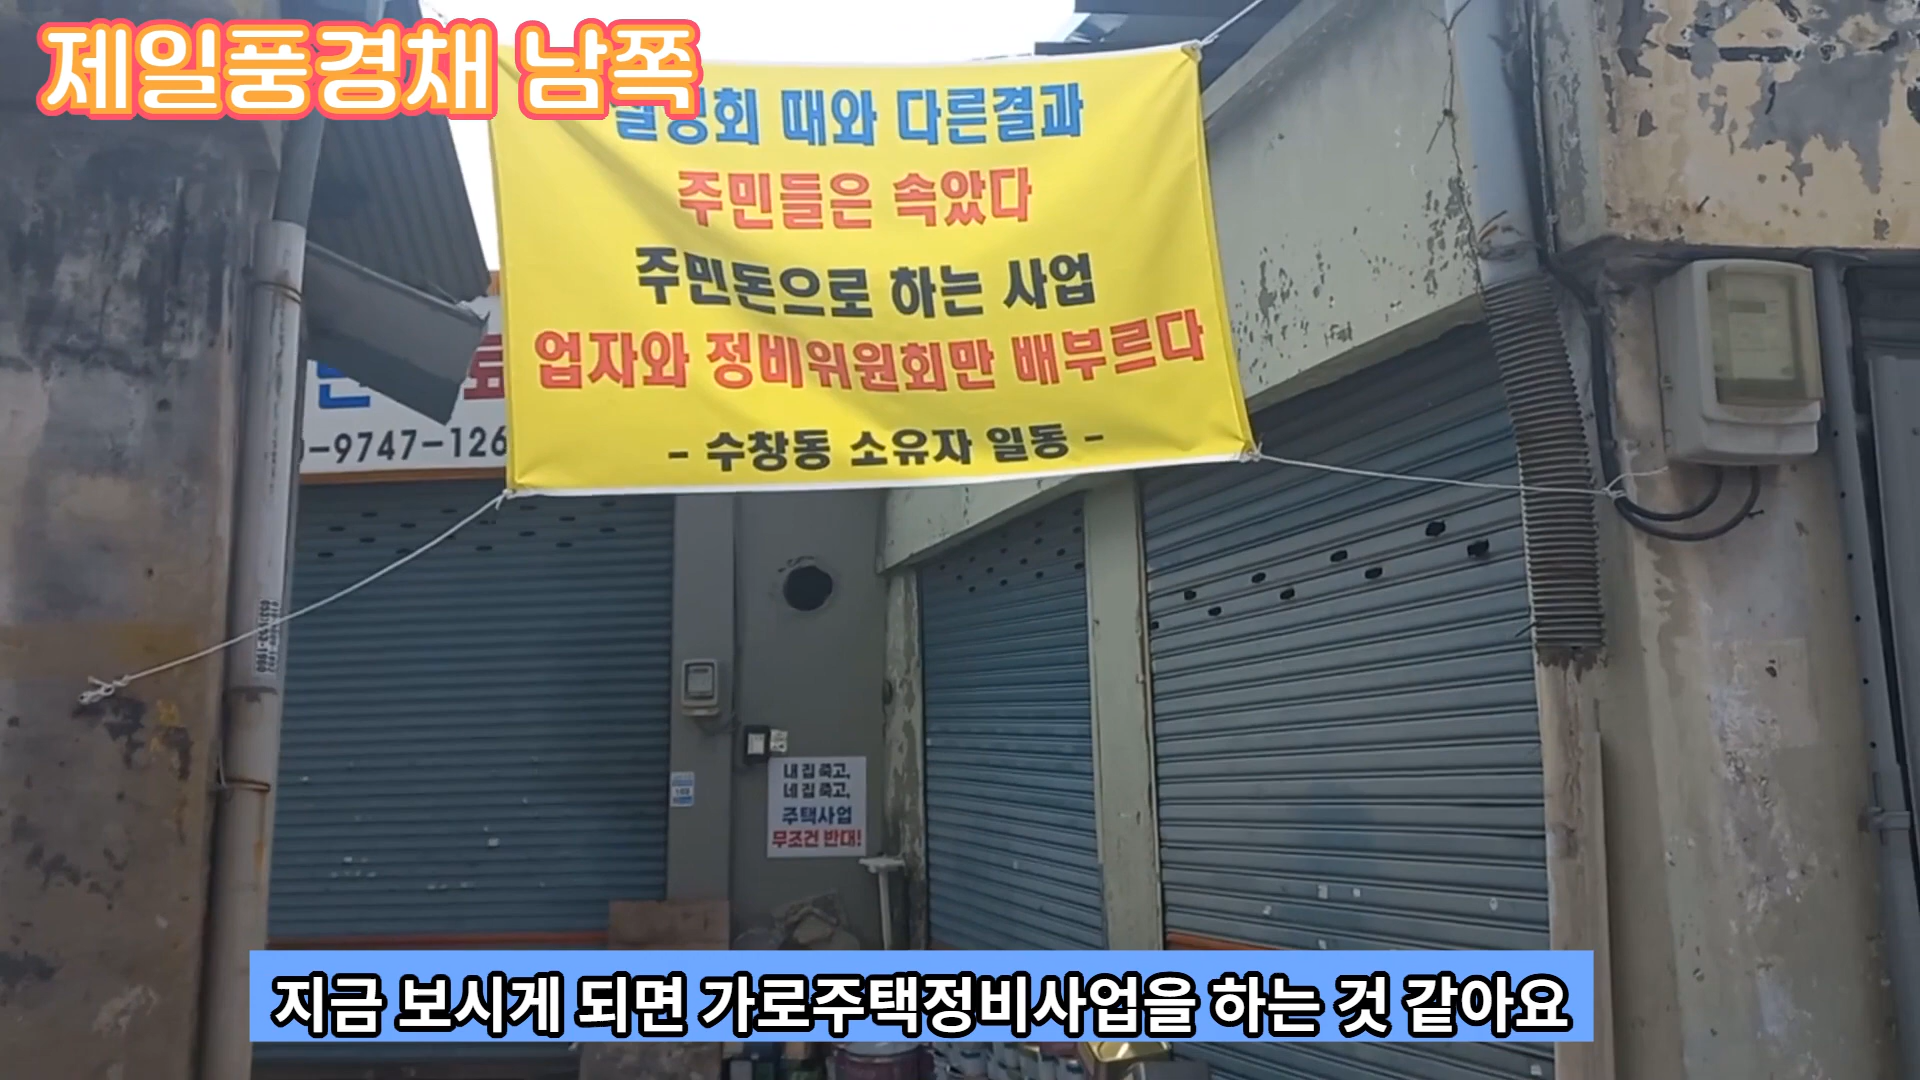 제일풍경채 남쪽
때와 다른결과
주민들은 속았다
주민돈으로 하는 사업
업자와 정비위원회만 배부르다
- 수창동 소유자 일동 -
-9747-126
내 집 죽고,
네 집 죽고,
주택사업
무조건 반대!
지금 보시게 되면 가로주택정비사업을 하는 것 같아요